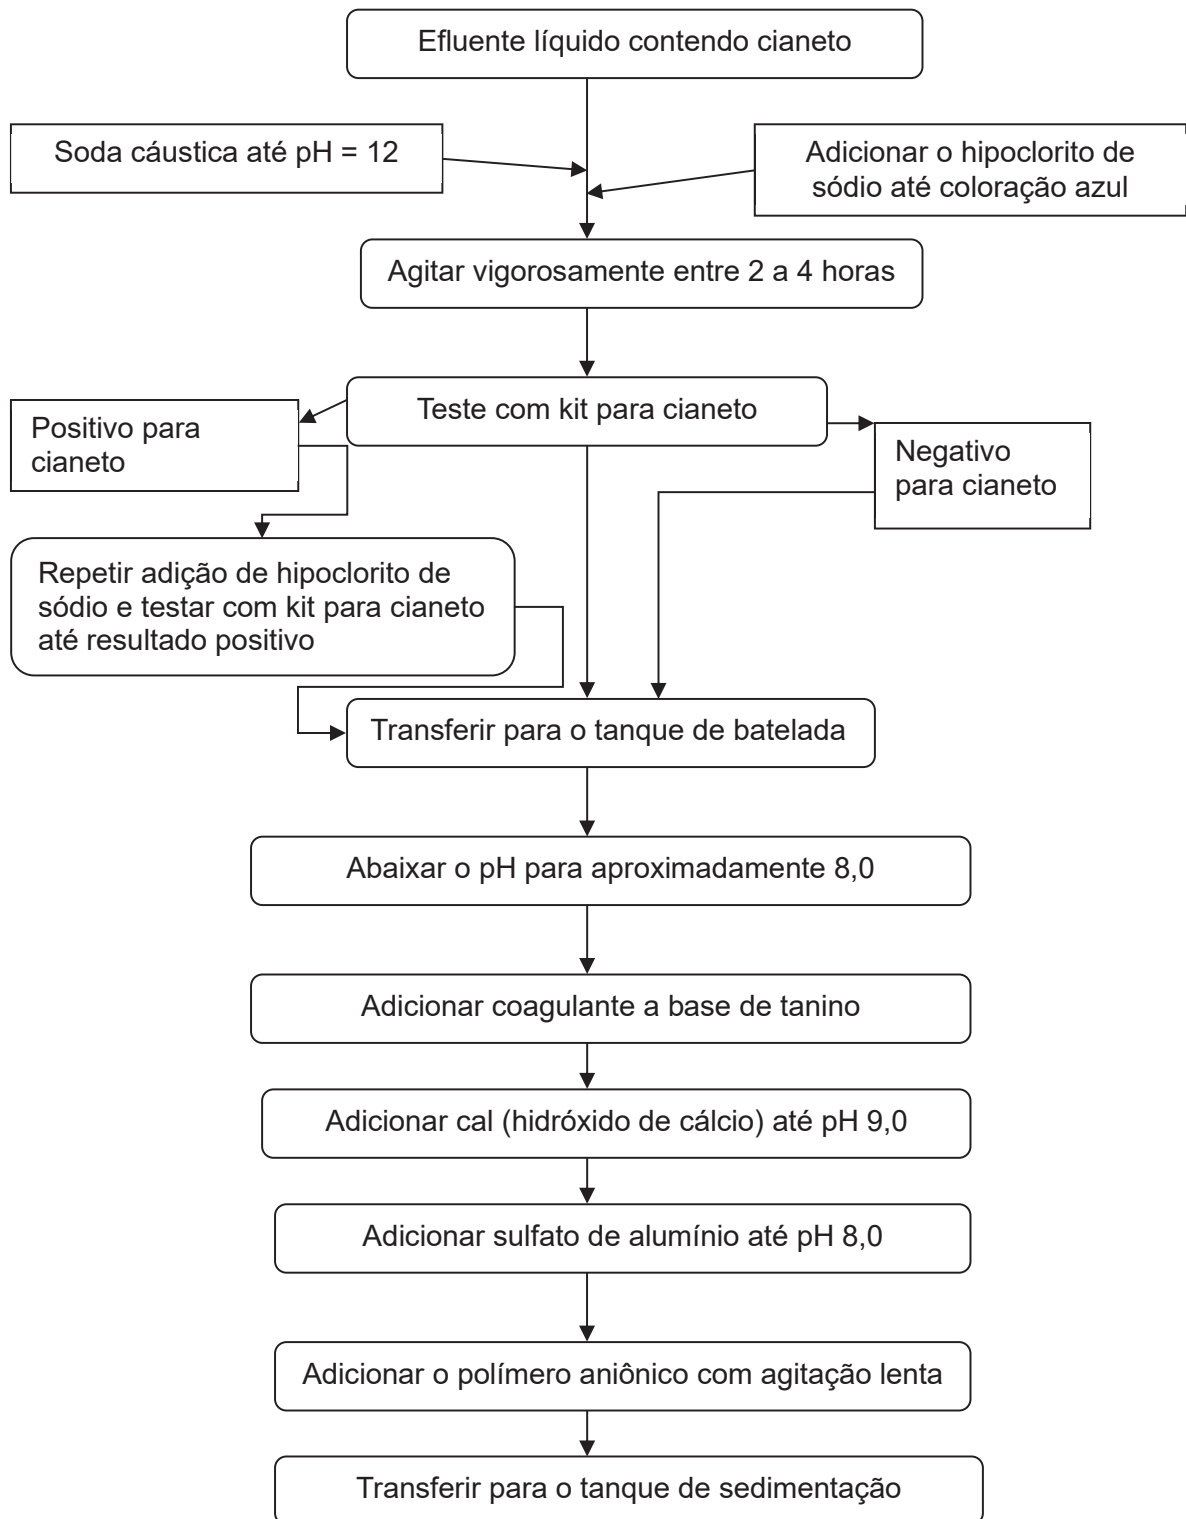 Efluente líquido contendo cianeto
Soda cáustica até pH = 12
Adicionar o hipoclorito de
sódio até coloração azul
Agitar vigorosamente entre 2 a 4 horas
Teste com kit para cianeto
Positivo para
cianeto
Negativo
para cianeto
Repetir adição de hipoclorito de
sódio e testar com kit para cianeto
até resultado positivo
Transferir para o tanque de batelada
Abaixar o pH para aproximadamente 8,0
Adicionar coagulante a base de tanino
Adicionar cal (hidróxido de cálcio) até pH 9,0
Adicionar sulfato de alumínio até pH 8,0
Adicionar o polímero aniônico com agitação lenta
Transferir para o tanque de sedimentação